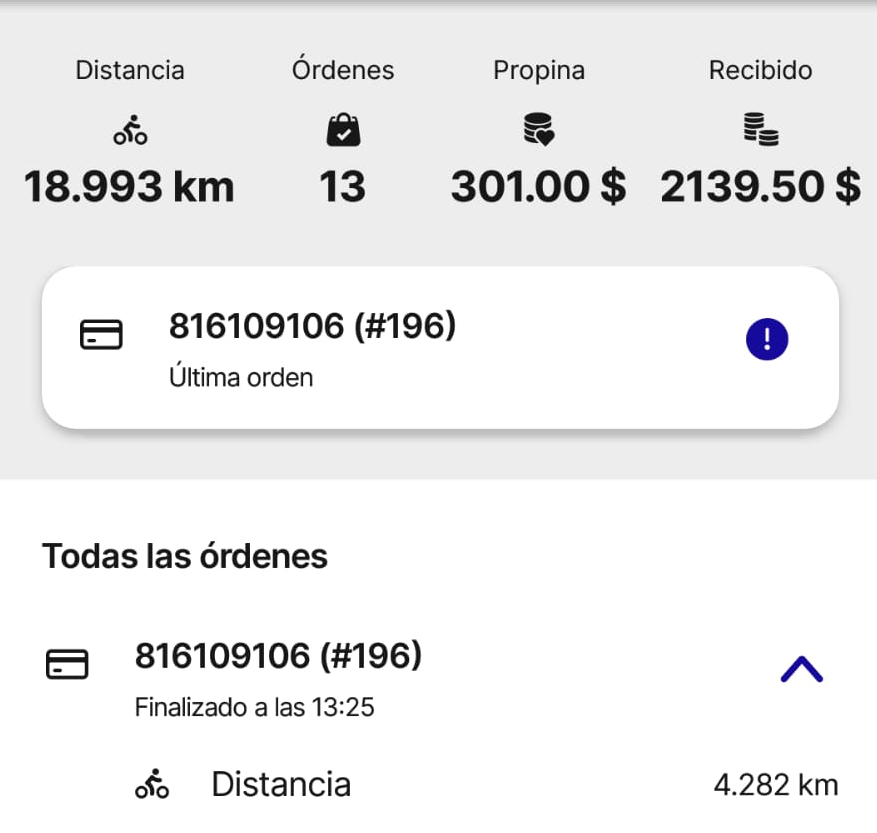 Distancia Órdenes Propina Recibido
18.993 km 13 301.00 $ 2139.50 $
816109106 (#196)
!
Última orden
Todas las órdenes
816109106 (#196)
Finalizado a las 13:25
Distancia 4.282 km